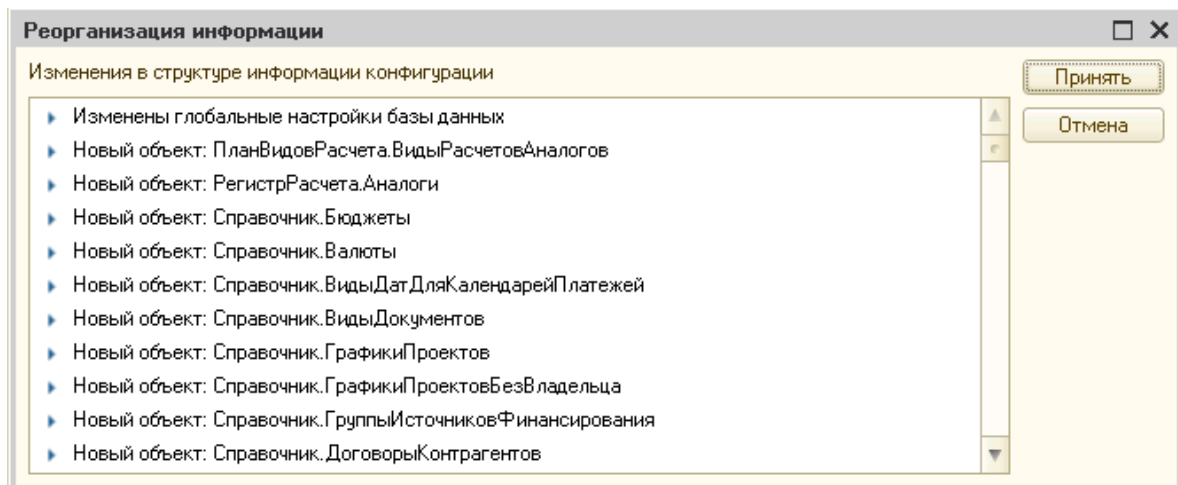 Реорганизация информации
Изменения в структуре информации конфигурации
Принять
Отмена
Изменены глобальные настройки базы данных
Новый объект: ПланВидовРасчета.ВидыРасчетовАналогов
Новый объект: РегистрРасчета.Аналоги
Новый объект: Справочник.Бюджеты
Новый объект: Справочник.Валюты
Новый объект: Справочник.ВидыДатДляКалендарейПлатежей
Новый объект: Справочник.ВидыДокументов
Новый объект: Справочник.ГрафикиПроектов
Новый объект: Справочник.ГрафикиПроектовБезВладельца
Новый объект: Справочник.ГруппыИсточниковФинансирования
Новый объект: Справочник.ДоговорыКонтрагентов